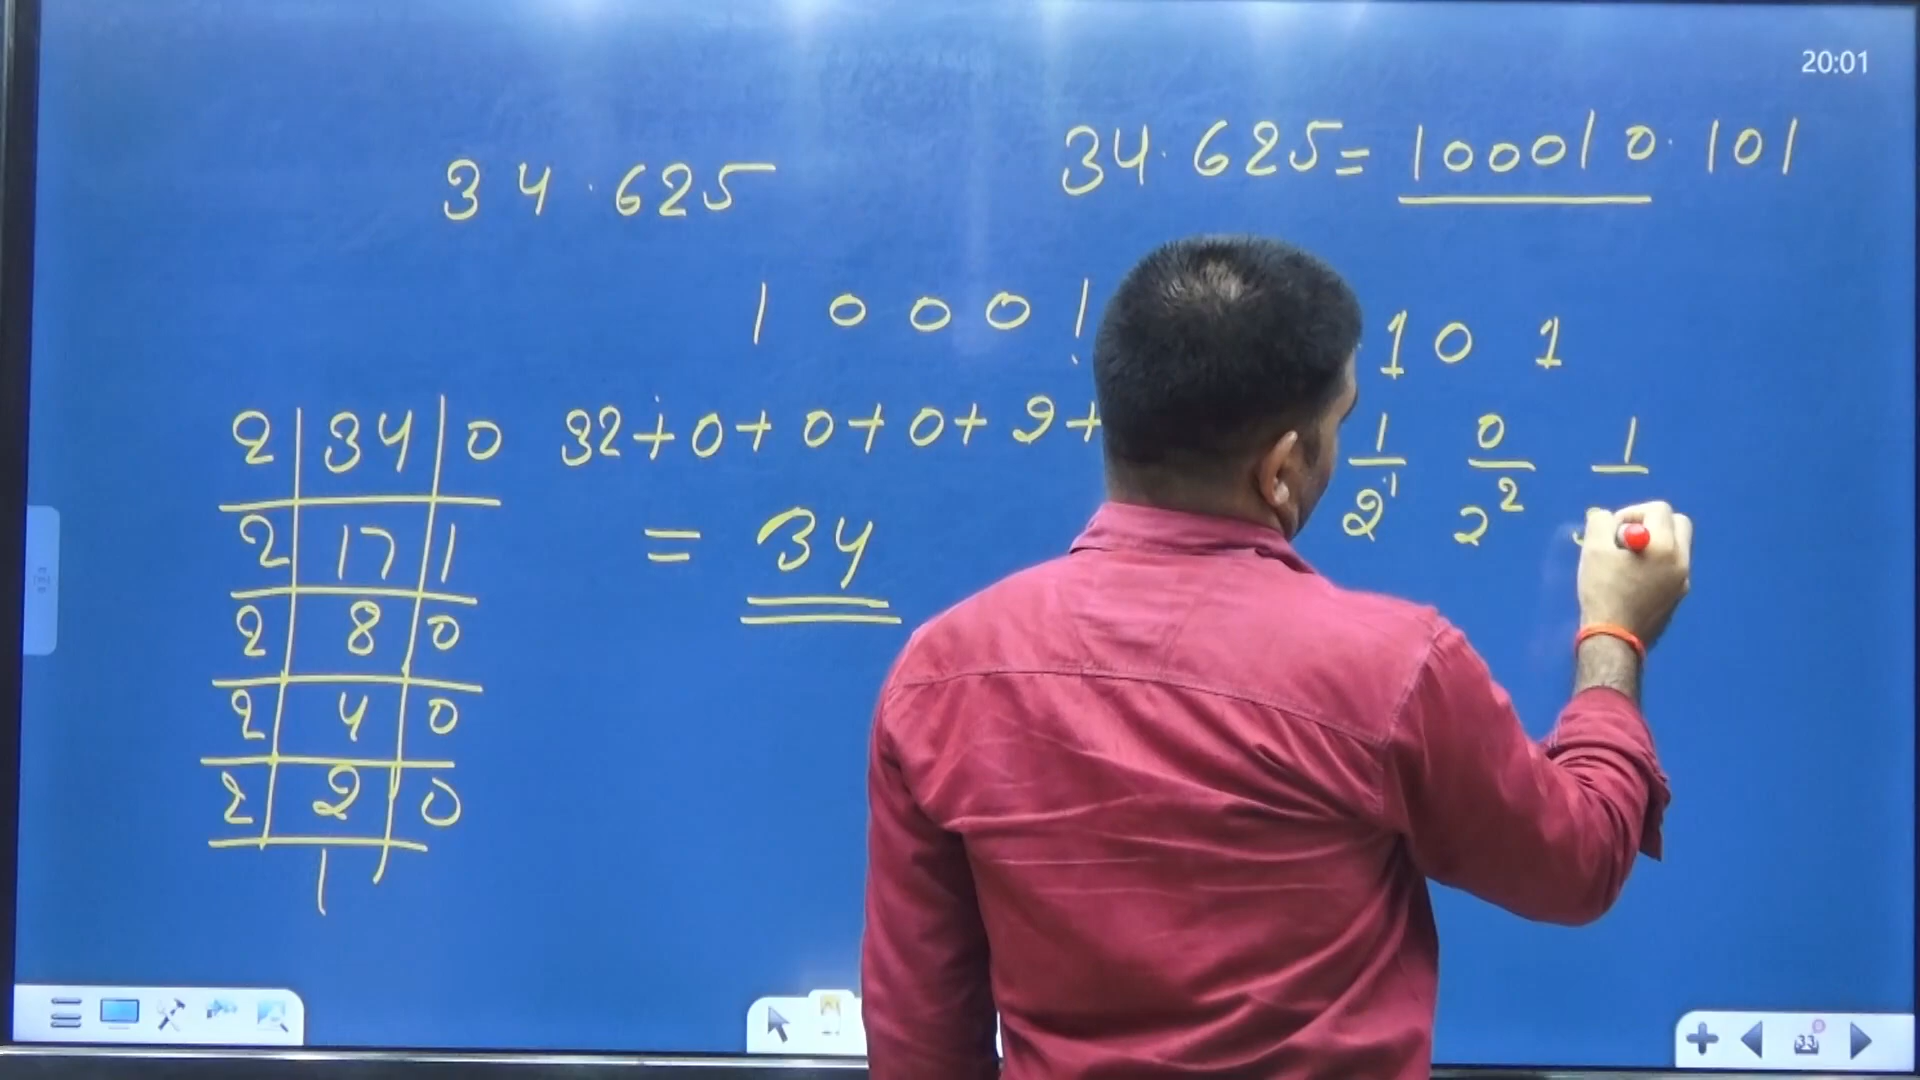 20:01
34.625
34.625 = 100010.101
1 0 0 0 1
1 0 1
32 + 0 + 0 + 0 + 2 +
= 34
1/2^1 0/2^2 1
2 | 34 | 0
2 | 17 | 1
2 | 8 | 0
2 | 4 | 0
2 | 2 | 0
1
33